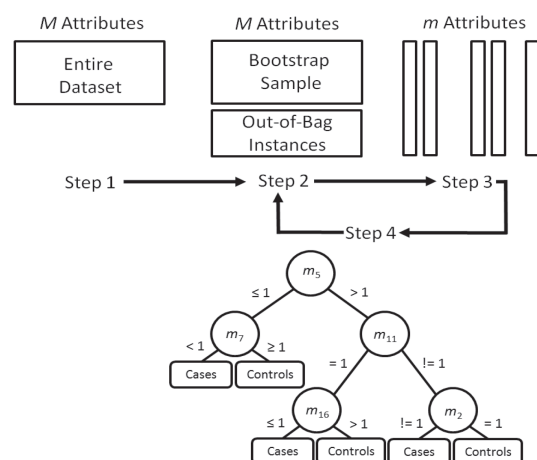 M Attributes
M Attributes
m Attributes
Entire
Dataset
Bootstrap
Sample
Out-of-Bag
Instances
Step 1
Step 2
Step 3
Step 4
m5
≤ 1
> 1
m7
m11
< 1
≥ 1
= 1
!= 1
Cases
Controls
m16
m2
≤ 1
> 1
!= 1
= 1
Cases
Controls
Cases
Controls